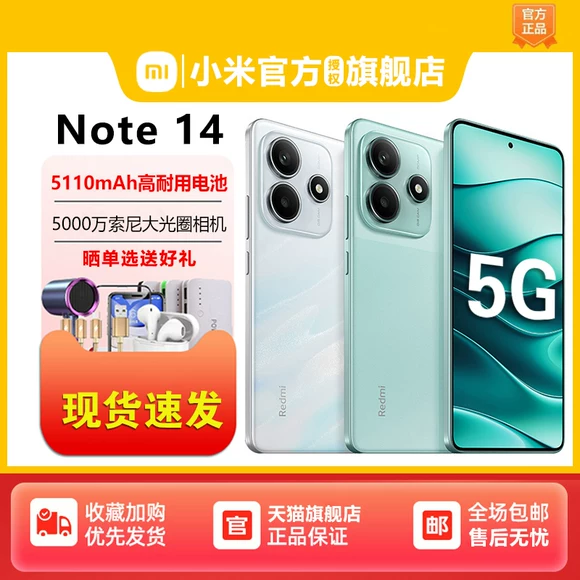 官方
正品
mi 小米官方授权旗舰店
Note 14
5110mAh高耐用电池
5000万索尼大光圈相机
晒单选送好礼
现货速发
5G
Redmi
Redmi
收藏加购
优先发货
官
天猫旗舰店
正品保证
邮
全场包邮
售后无忧